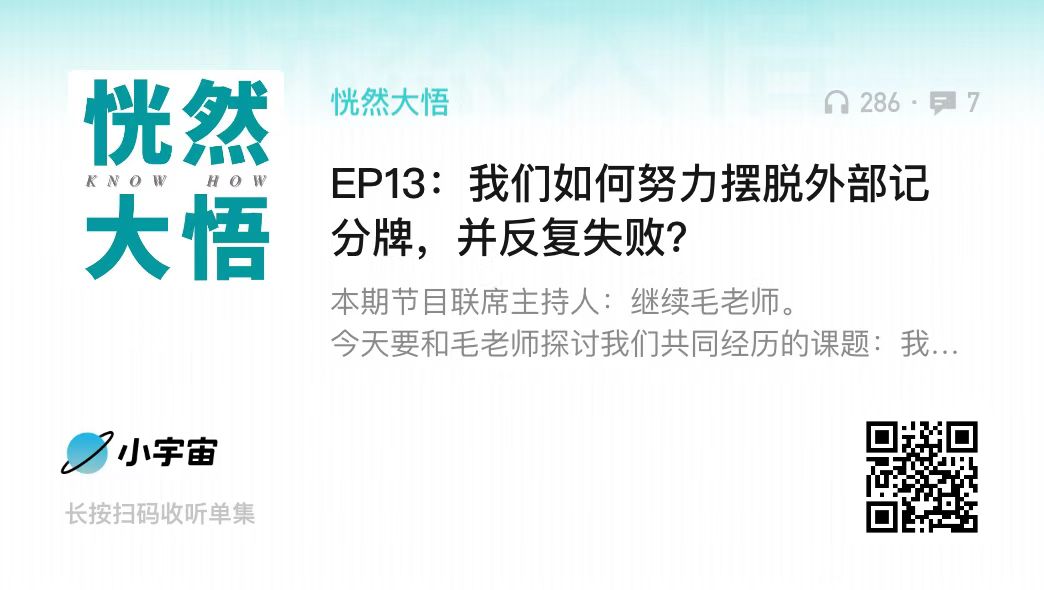 恍然
KNOW HOW
大悟
恍然大悟
286 · 7
EP13：我们如何努力摆脱外部记
分牌，并反复失败？
本期节目联席主持人：继续毛老师。
今天要和毛老师探讨我们共同经历的课题：我…
小宇宙
长按扫码收听单集